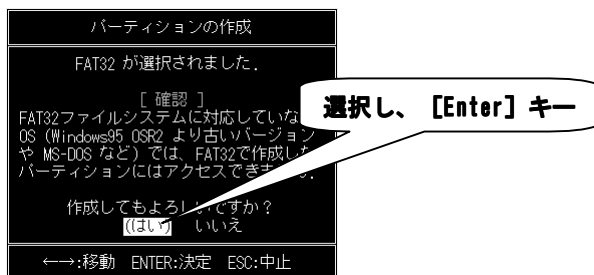 パーティションの作成
FAT32 が選択されました.
[ 確認 ]
FAT32ファイルシステムに対応していな
OS (Windows95 OSR2 より古いバージョン
や MS-DOS など) では、FAT32で作成した
パーティションにはアクセスできま
作成してもよろしいですか?
(はい) いいえ
←→:移動 ENTER:決定 ESC:中止
選択し、[Enter] キー